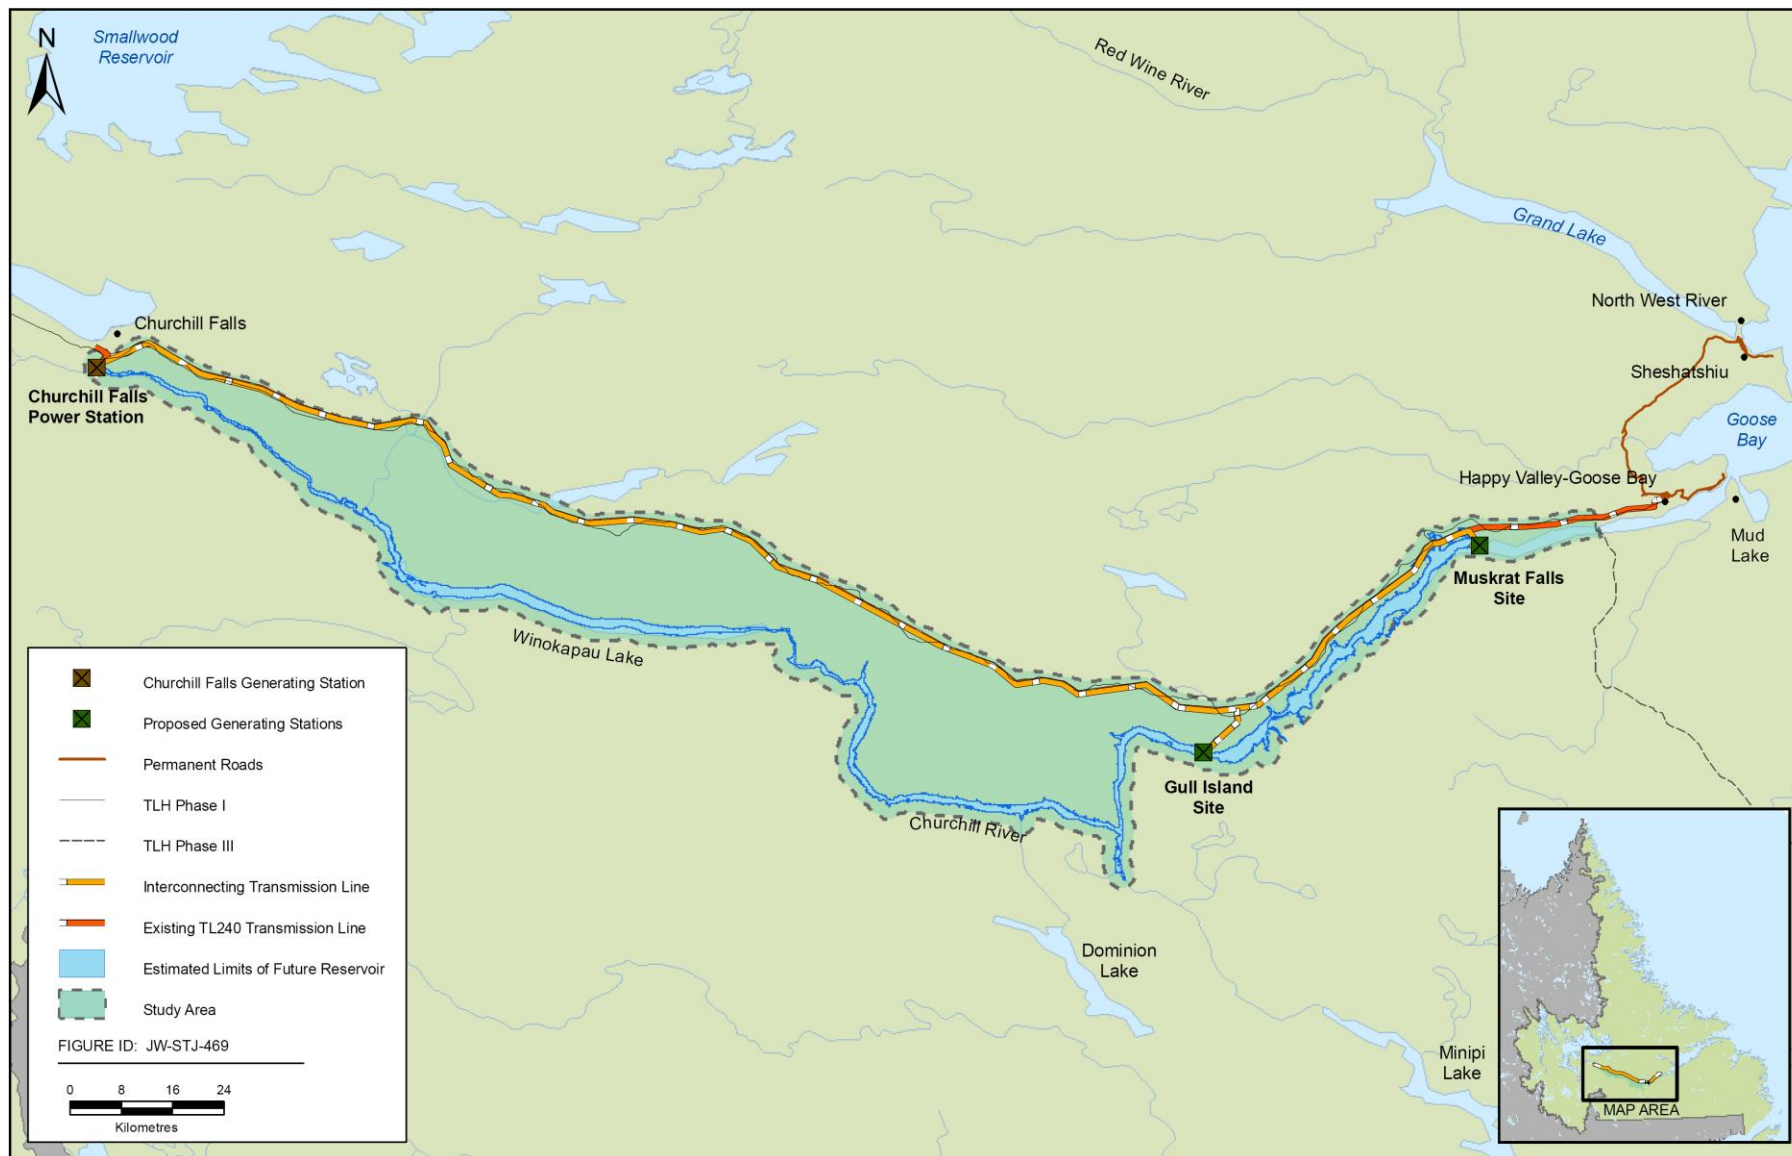 N
Smallwood
Reservoir
Red Wine River
Grand Lake
North West River
Churchill Falls
Sheshatshiu
Churchill Falls
Power Station
Goose
Bay
Happy Valley-Goose Bay
Mud
Lake
Muskrat Falls
Site
Winokapau Lake
Gull Island
Site
Churchill River
Dominion
Lake
Minipi
Lake
Churchill Falls Generating Station
Proposed Generating Stations
Permanent Roads
TLH Phase I
TLH Phase III
Interconnecting Transmission Line
Existing TL240 Transmission Line
Estimated Limits of Future Reservoir
Study Area
FIGURE ID: JW-STJ-469
0 8 16 24
Kilometres
MAP AREA